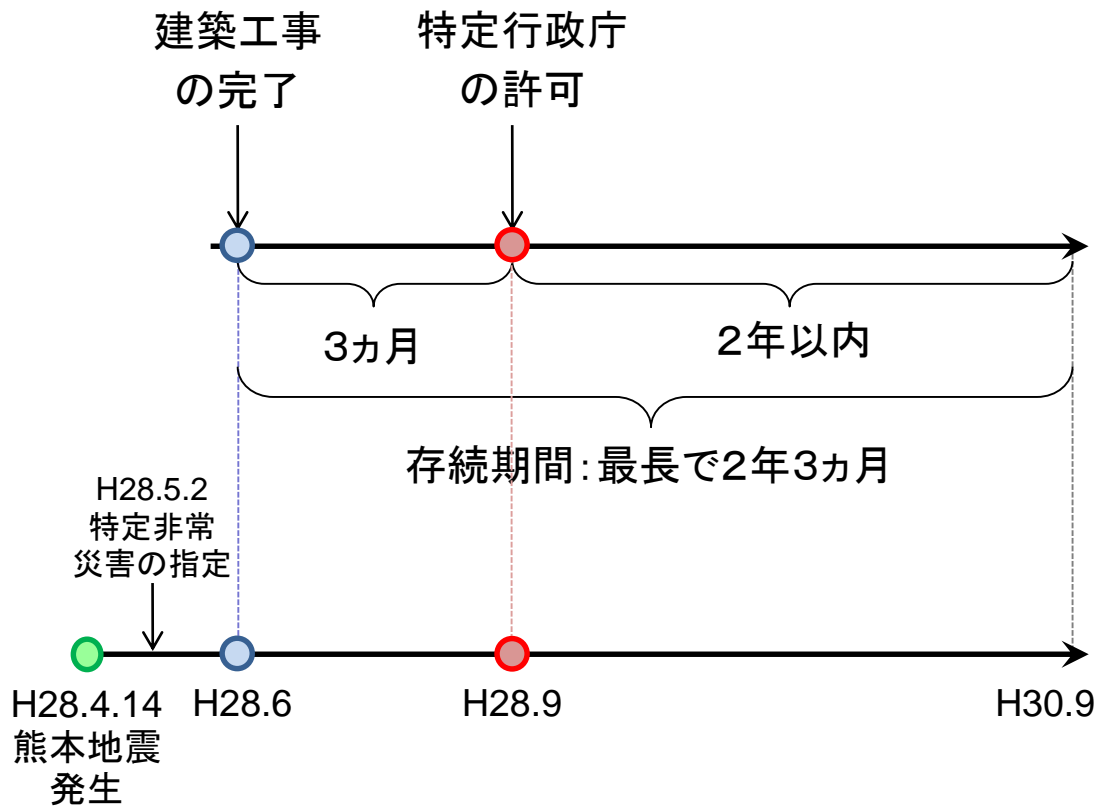 建築工事
の完了
特定行政庁
の許可
3ヵ月
2年以内
存続期間：最長で2年3ヵ月
H28.5.2
特定非常
災害の指定
H28.4.14
熊本地震
発生
H28.6
H28.9
H30.9